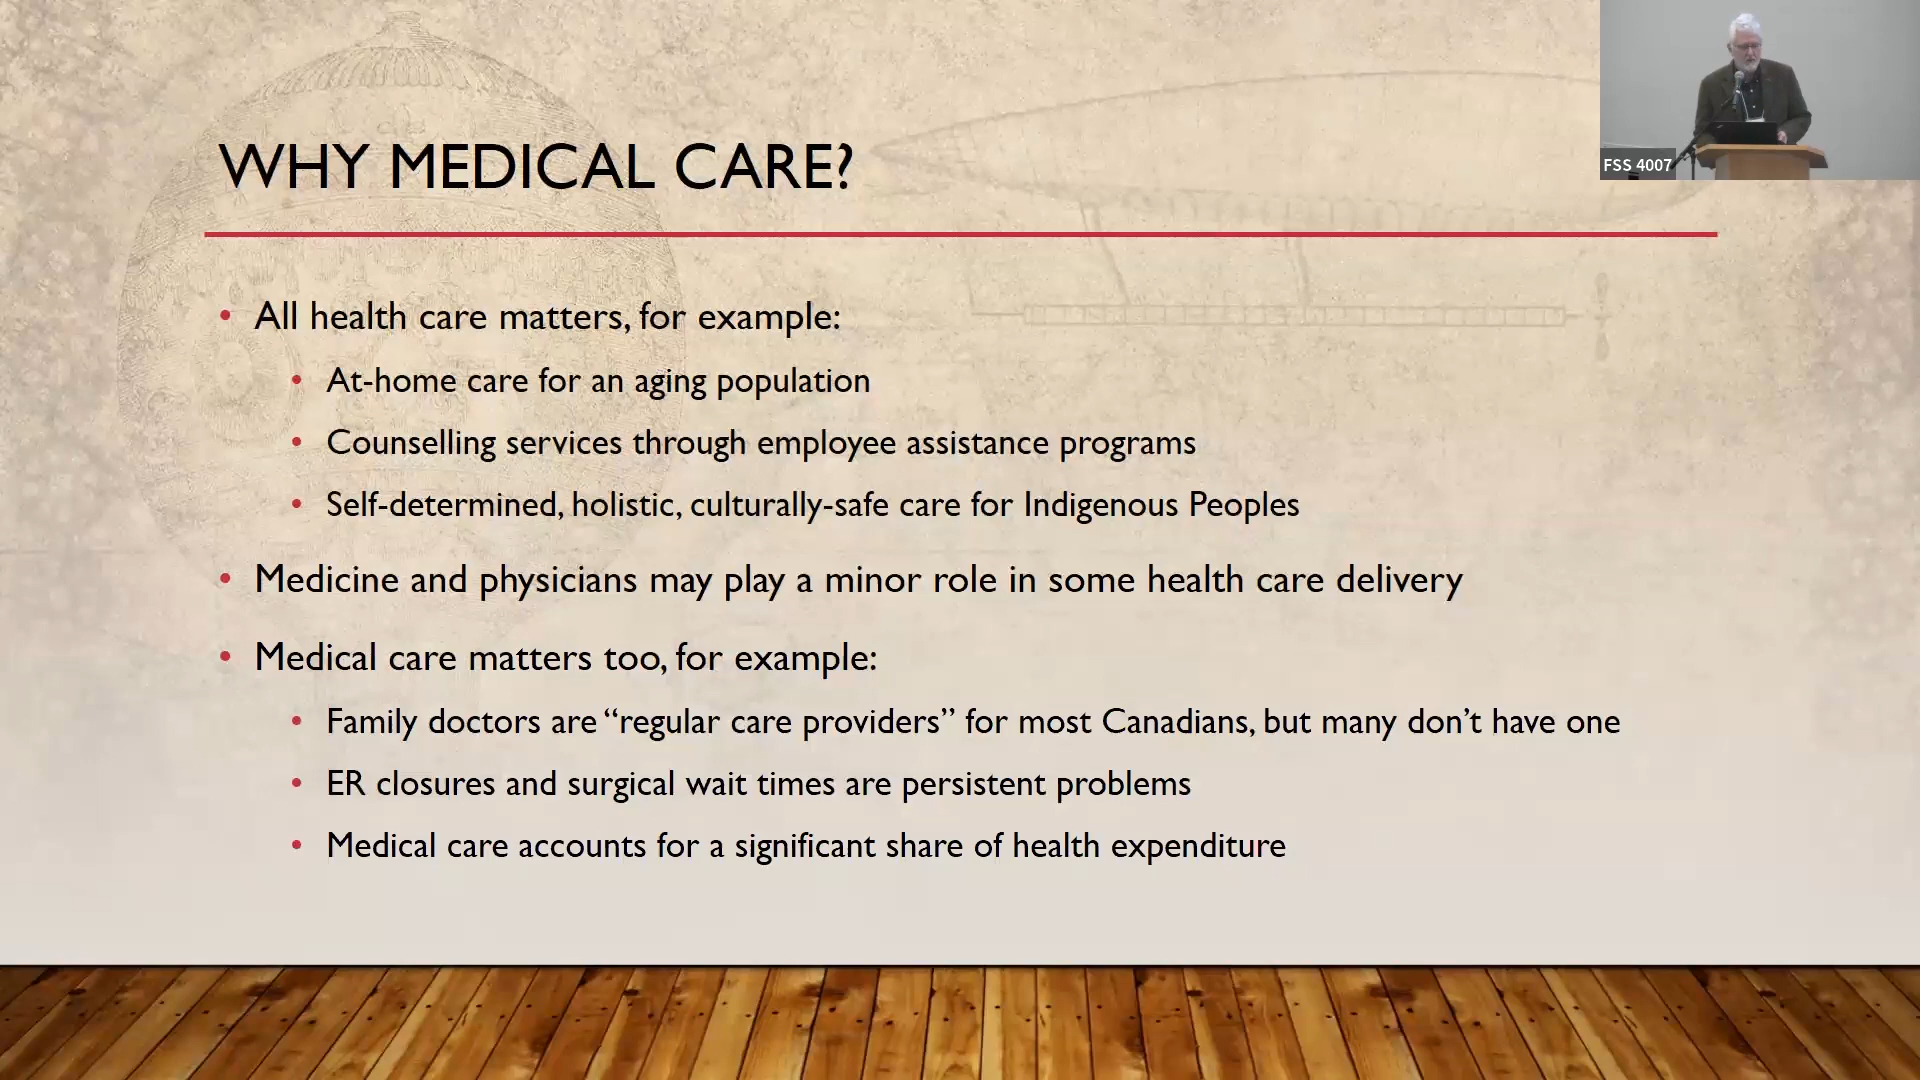 WHY MEDICAL CARE?
FSS 4007
• All health care matters, for example:
• At-home care for an aging population
• Counselling services through employee assistance programs
• Self-determined, holistic, culturally-safe care for Indigenous Peoples
• Medicine and physicians may play a minor role in some health care delivery
• Medical care matters too, for example:
• Family doctors are “regular care providers” for most Canadians, but many don’t have one
• ER closures and surgical wait times are persistent problems
• Medical care accounts for a significant share of health expenditure